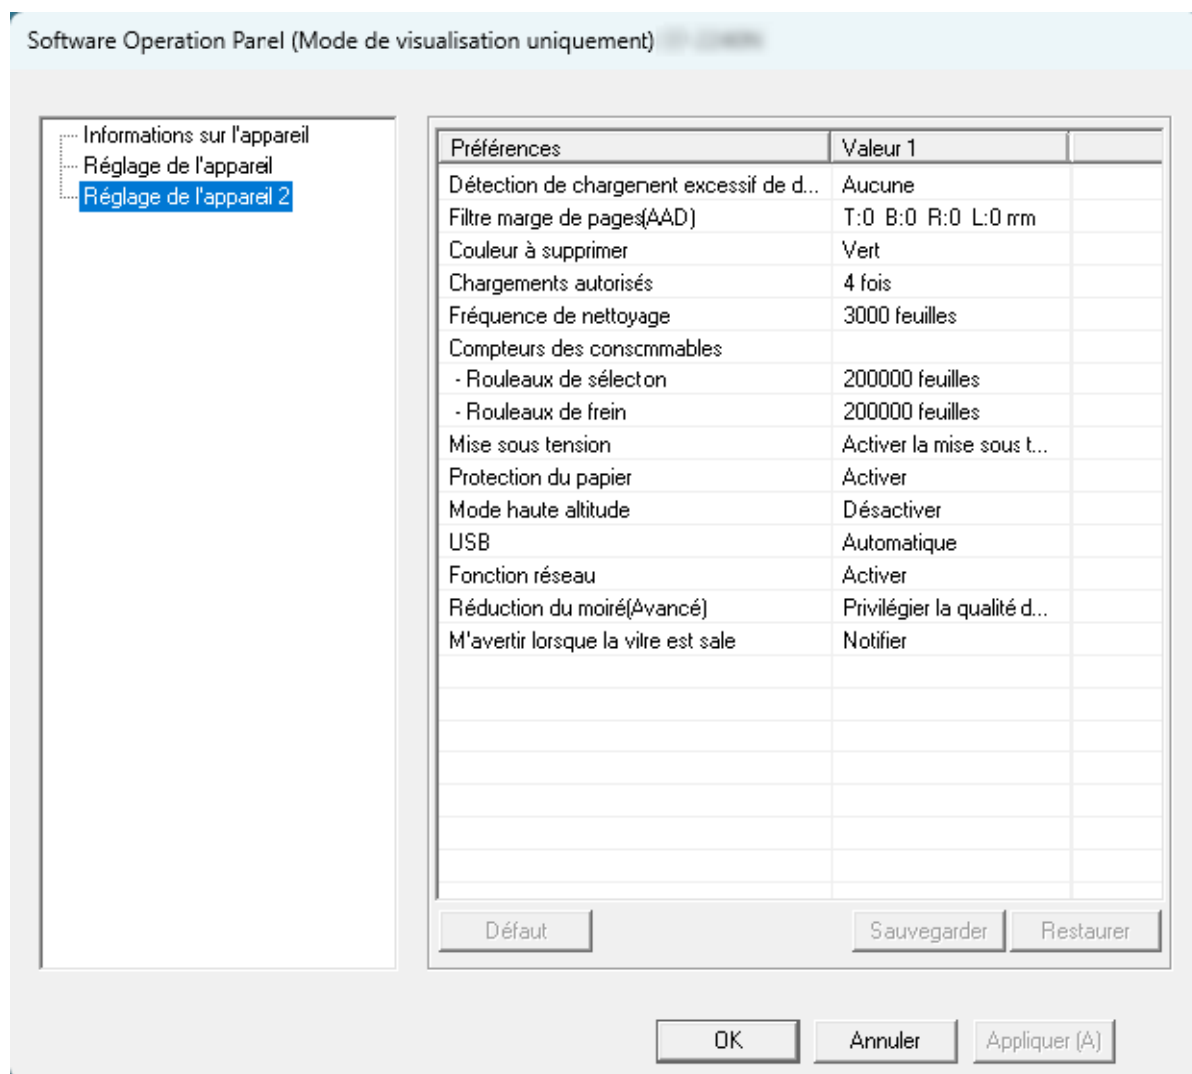 Software Operation Panel (Mode de visualisation uniquement)
Informations sur l'appareil
Réglage de l'appareil
Réglage de l'appareil 2
Préférences Valeur 1
Détection de chargement excessif de d... Aucune
Filtre marge de pages(AAD) T:0 B:0 R:0 L:0 mm
Couleur à supprimer Vert
Chargements autorisés 4 fois
Fréquence de nettoyage 3000 feuilles
Compteurs des consommables
- Rouleaux de sélection 200000 feuilles
- Rouleaux de frein 200000 feuilles
Mise sous tension Activer la mise sous t...
Protection du papier Activer
Mode haute altitude Désactiver
USB Automatique
Fonction réseau Activer
Réduction du moiré(Avancé) Privilégier la qualité d...
M'avertir lorsque la vitre est sale Notifier
Défaut Sauvegarder Restaurer
OK Annuler Appliquer (A)